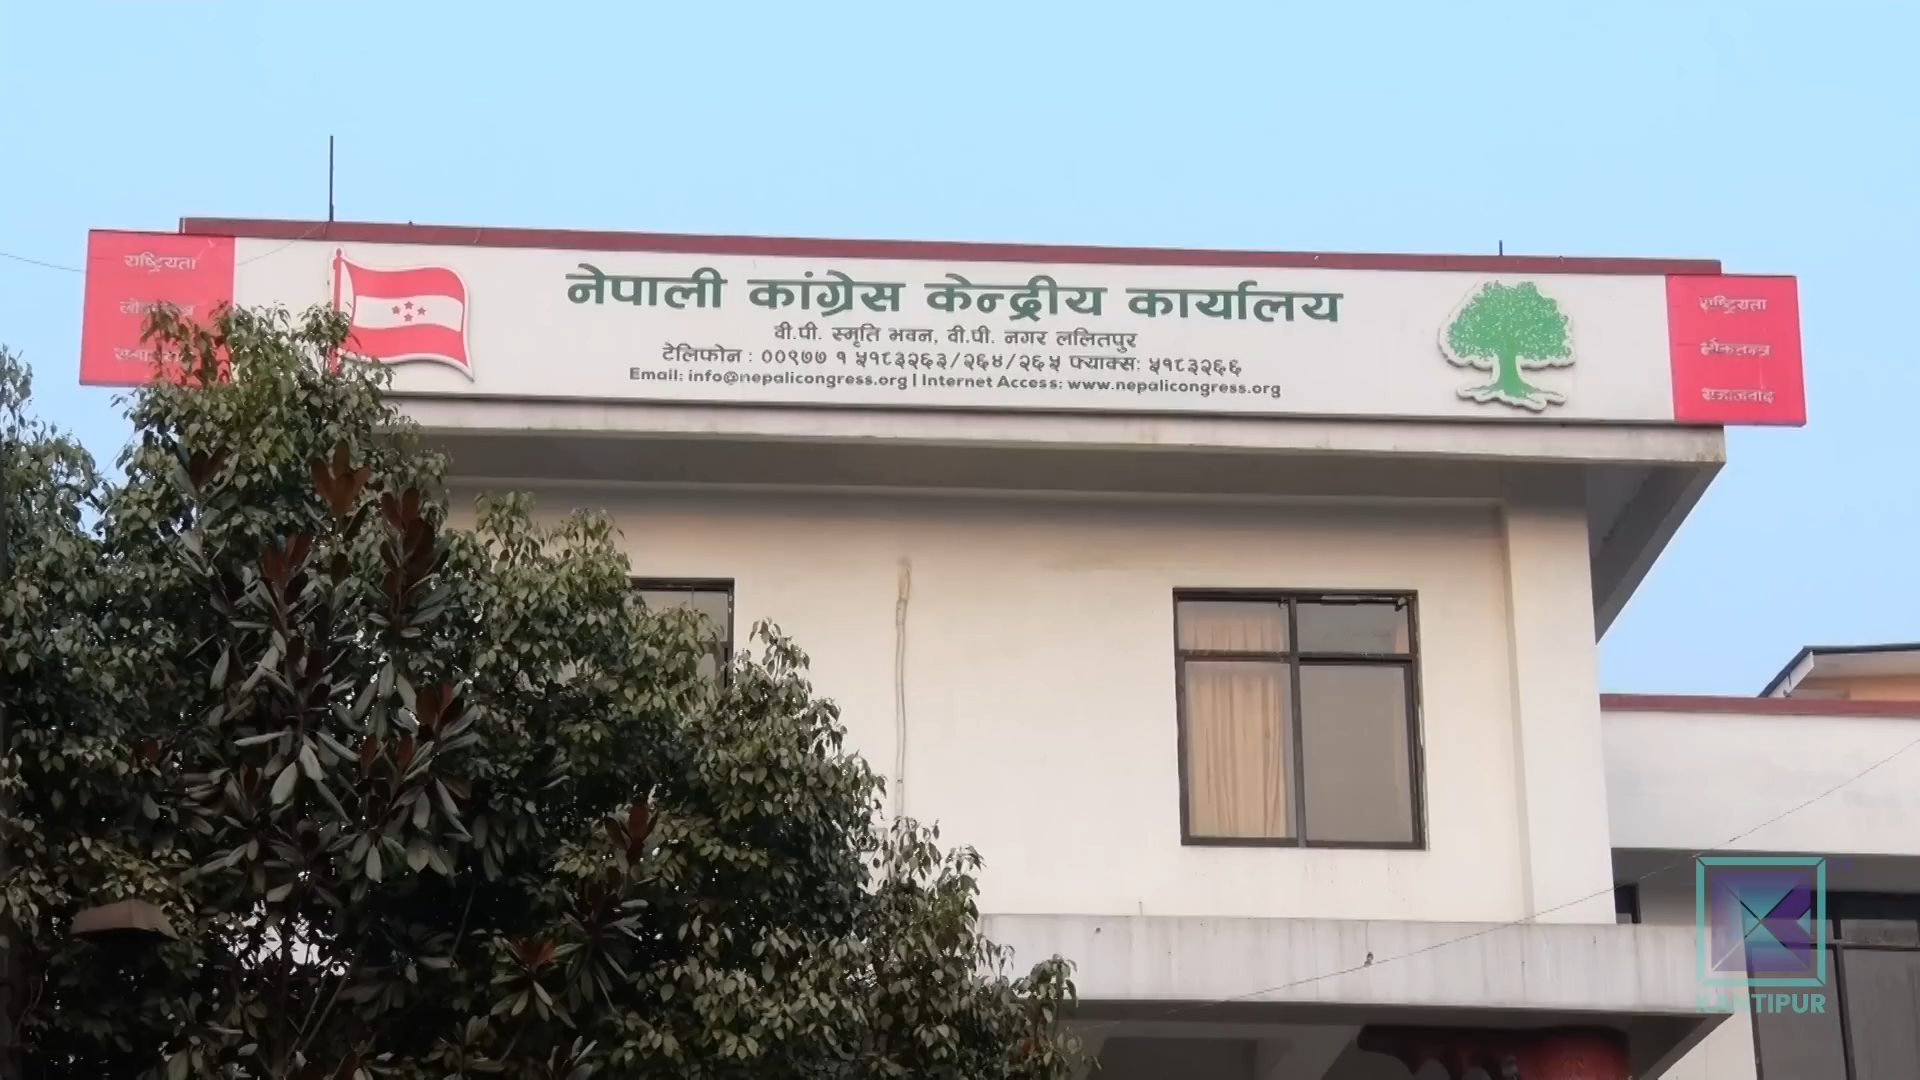 राष्ट्रियता
नेपाली कांग्रेस केन्द्रीय कार्यालय
वी.पी. स्मृति भवन, वी.पी. नगर ललितपुर
टेलिफोन : ००९७७ १ ५१८३२६३/२६४/२६५ फ्याक्स: ५१८३२६६
Email: info@nepalicongress.org | Internet Access: www.nepalicongress.org
राष्ट्रियता
लोकतन्त्र
समाजवाद
KANTIPUR